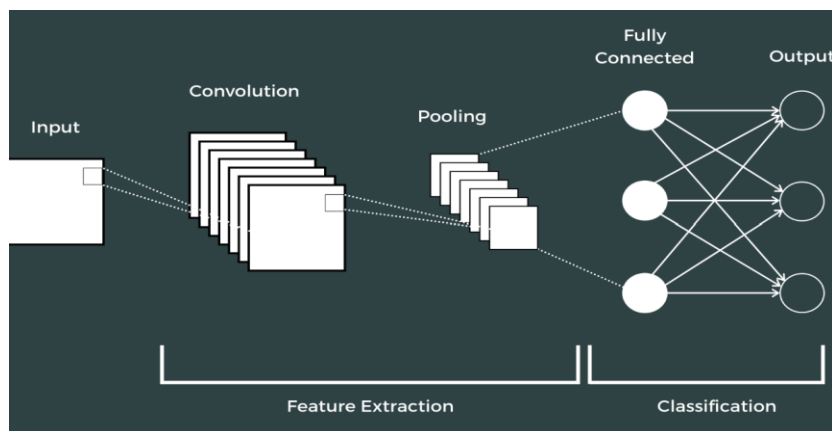 Fully
Connected
Output
Convolution
Pooling
Input
Feature Extraction
Classification